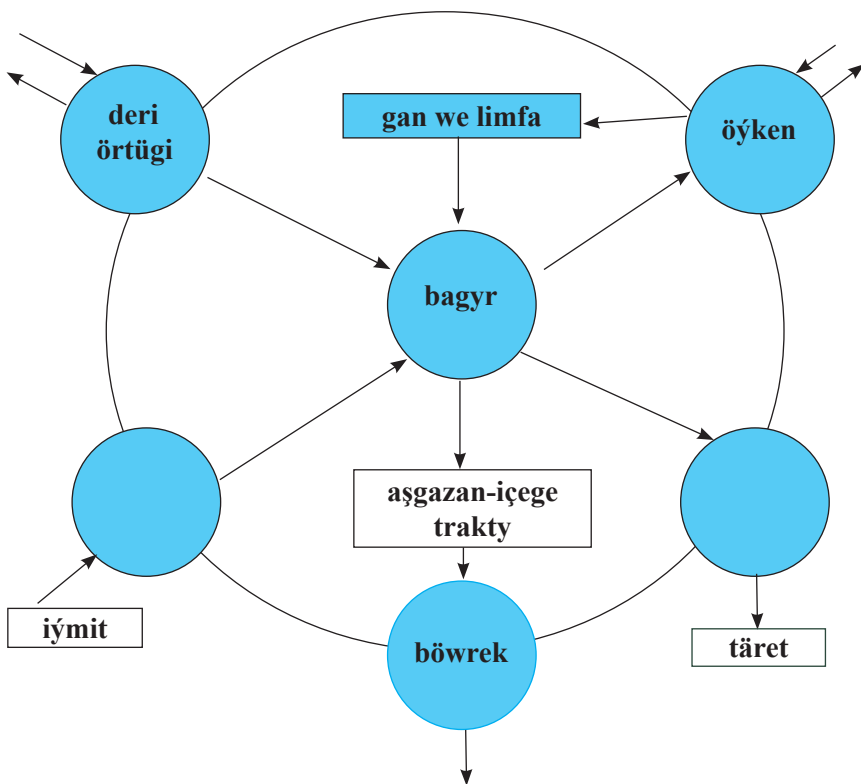 deri
örtügi
gan we limfa
öýken
bagyr
aşgazan-içege
trakty
iýmit
böwrek
täret